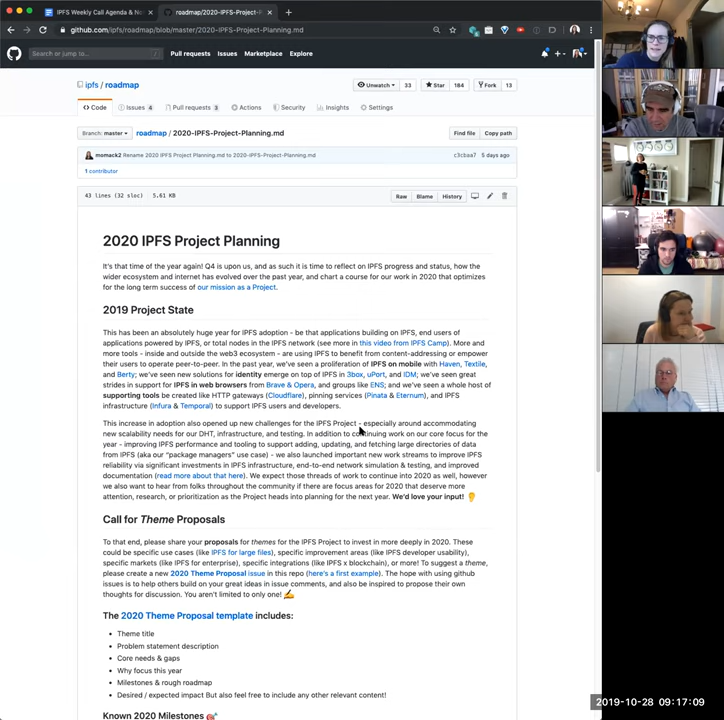 IPFS Weekly Call Agenda & No
roadmap/2020-IPFS-Project-P
github.com/ipfs/roadmap/blob/master/2020-IPFS-Project-Planning.md
Search or jump to...
Pull requests Issues Marketplace Explore
ipfs / roadmap
Unwatch 33 Star 184 Fork 13
Code Issues 4 Pull requests Actions Security Insights Settings
Branch: master roadmap / 2020-IPFS-Project-Planning.md Find file Copy path
momack2 Rename 2020 IPFS Project Planning.md to 2020-IPFS-Project-Planning.md c3cbaa7 5 days ago
1 contributor
43 lines (32 sloc) 5.61 KB Raw Blame History
2020 IPFS Project Planning
It's that time of the year again! Q4 is upon us, and as such it is time to reflect on IPFS progress and status, how the
wider ecosystem and internet has evolved over the past year, and chart a course for our work in 2020 that optimizes
for the long term success of our mission as a Project.
2019 Project State
This has been an absolutely huge year for IPFS adoption - be that applications building on IPFS, end users of
applications powered by IPFS, or total nodes in the IPFS network (see more in this video from IPFS Camp). More and
more tools - inside and outside the web3 ecosystem - are using IPFS to benefit from content-addressing or empower
their users to operate peer-to-peer. In the past year, we've seen a proliferation of IPFS on mobile with Haven, Textile,
and Berty; we've seen new solutions for identity emerge on top of IPFS in 3box, uPort, and IDM; we've seen great
strides in support for IPFS in web browsers from Brave & Opera, and groups like ENS; and we've seen a whole host of
supporting tools be created like HTTP gateways (Cloudflare), pinning services (Pinata & Eternum), and IPFS
infrastructure (Infura & Temporal) to support IPFS users and developers.
This increase in adoption also opened up new challenges for the IPFS Project - especially around accommodating
new scalability needs for our DHT, infrastructure, and testing. In addition to continuing work on our core focus for the
year - improving IPFS performance and tooling to support adding, updating, and fetching large directories of data
from IPFS (aka our "package managers" use case) - we also launched important new work streams to improve IPFS
reliability via significant investments in IPFS infrastructure, end-to-end network simulation & testing, and improved
documentation (read more about that here). We expect those threads of work to continue into 2020 as well, however
we also want to hear from folks throughout the community if there are focus areas for 2020 that deserve more
attention, research, or prioritization as the Project heads into planning for the next year. We'd love your input! 👂
Call for Theme Proposals
To that end, please share your proposals for themes for the IPFS Project to invest in more deeply in 2020. These
could be specific use cases (like IPFS for large files), specific improvement areas (like IPFS developer usability),
specific markets (like IPFS for enterprise), specific integrations (like IPFS x blockchain), or more! To suggest a theme,
please create a new 2020 Theme Proposal issue in this repo (here's a first example). The hope with using github
issues is to help others build on your great ideas in issue comments, and also be inspired to propose their own
thoughts for discussion. You aren't limited to only one! ✍
The 2020 Theme Proposal template includes:
• Theme title
• Problem statement description
• Core needs & gaps
• Why focus this year
• Milestones & rough roadmap
• Desired / expected impact But also feel free to include any other relevant content!
Known 2020 Milestones 🎯
2019-10-28 09:17:09